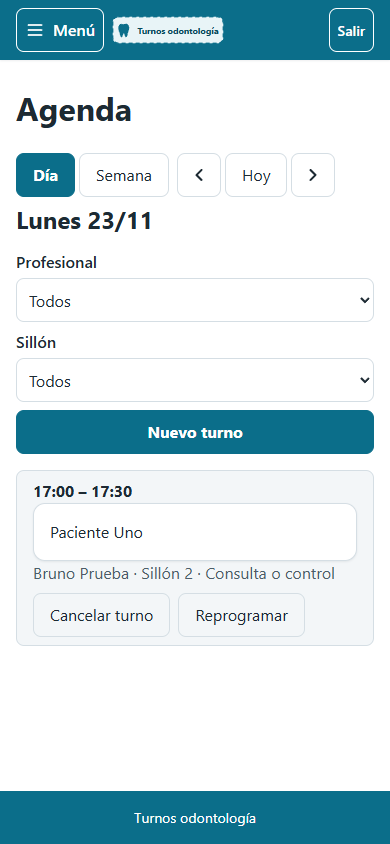 Menú
Turnos odontología
Salir
Agenda
Día Semana Hoy
Lunes 23/11
Profesional
Todos
Sillón
Todos
Nuevo turno
17:00 – 17:30
Paciente Uno
Bruno Prueba · Sillón 2 · Consulta o control
Cancelar turno Reprogramar
Turnos odontología